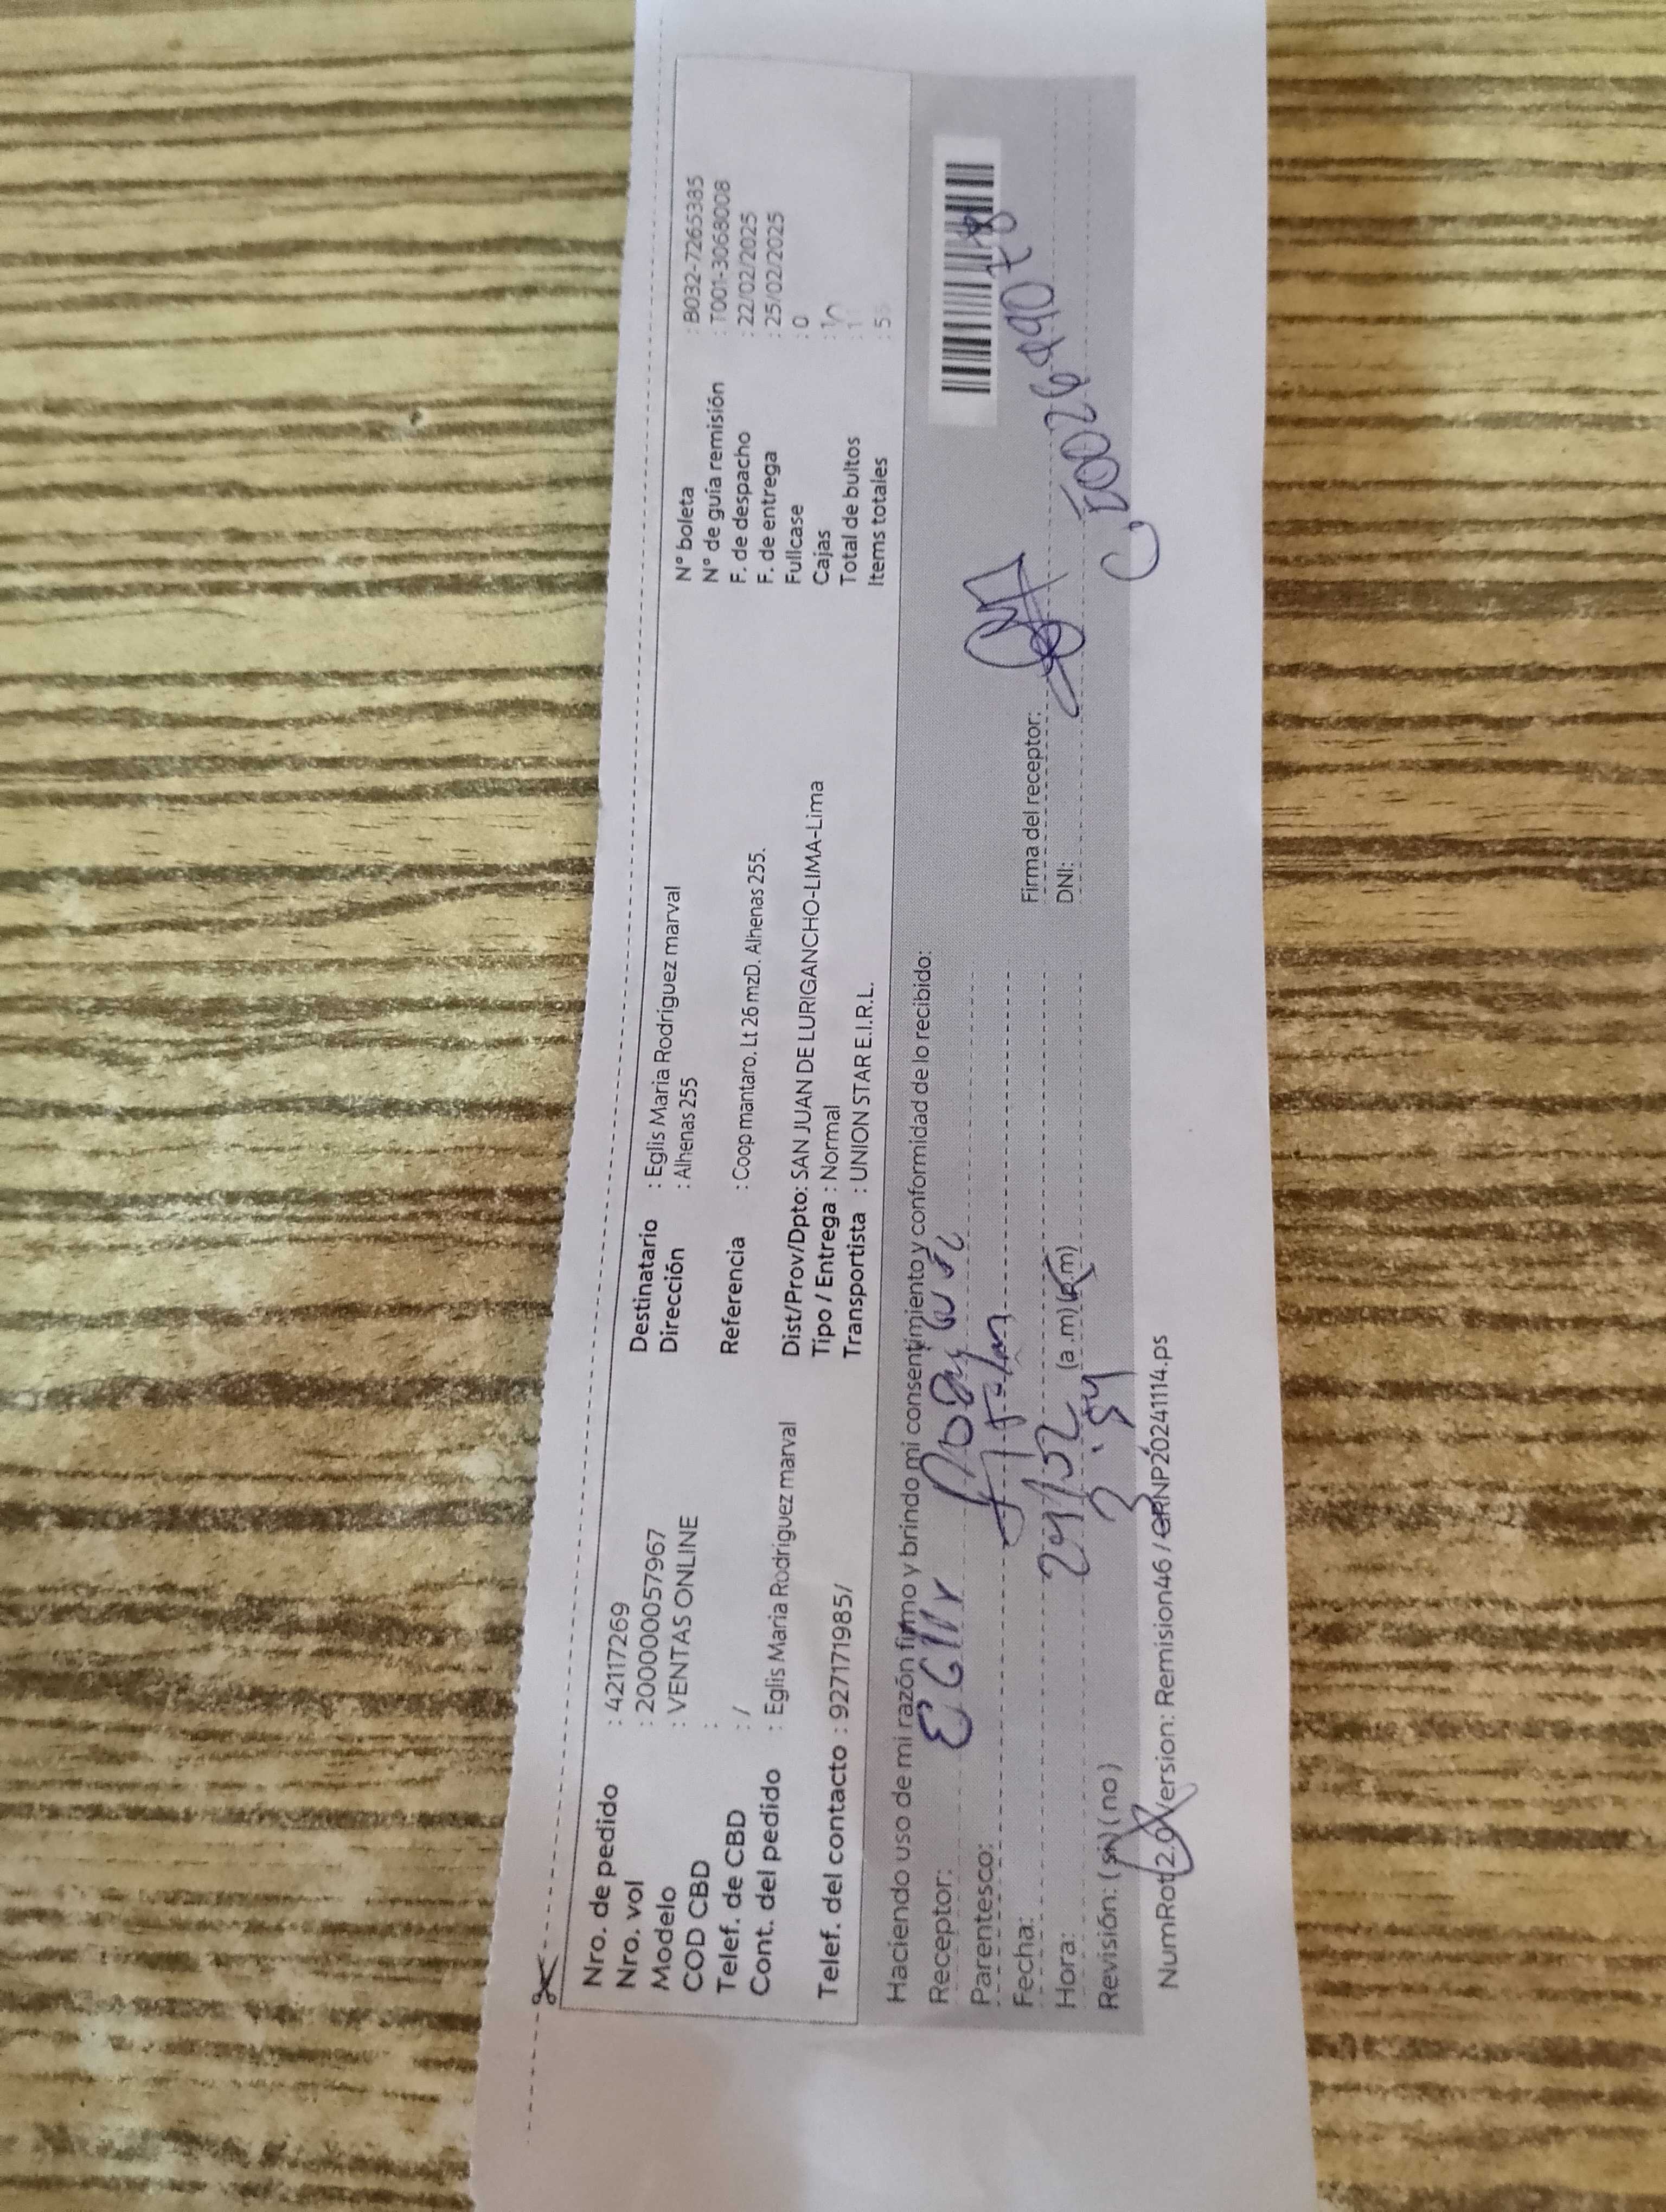 Nro. de pedido : 42117269
Nro. vol : 2000000057967
Modelo : VENTAS ONLINE
COD CBD :
Telef. de CBD : /
Cont. del pedido : Eglis Maria Rodriguez marval
Telef. del contacto : 927171985/
Destinatario : Eglis Maria Rodriguez marval
Dirección : Alhenas 255
Referencia : Coop mantaro. Lt 26 mzD. Alhenas 255.
Dist/Prov/Dpto: SAN JUAN DE LURIGANCHO-LIMA-Lima
Tipo / Entrega : Normal
Transportista : UNION STAR E.I.R.L.
N° boleta : B032-7265385
N° de guía remisión : T001-3068008
F. de despacho : 22/02/2025
F. de entrega : 25/02/2025
Fullcase : 0
Cajas :
Total de bultos : 1
Items totales : 5
Haciendo uso de mi razón firmo y brindo mi consentimiento y conformidad de lo recibido:
Receptor:
Parentesco:
Fecha:
Hora: (a.m)(p.m)
Revisión: (si) (no)
Firma del receptor:
DNI:
NumRot 2.0 Version: Remision46 / GRNP20241114.ps